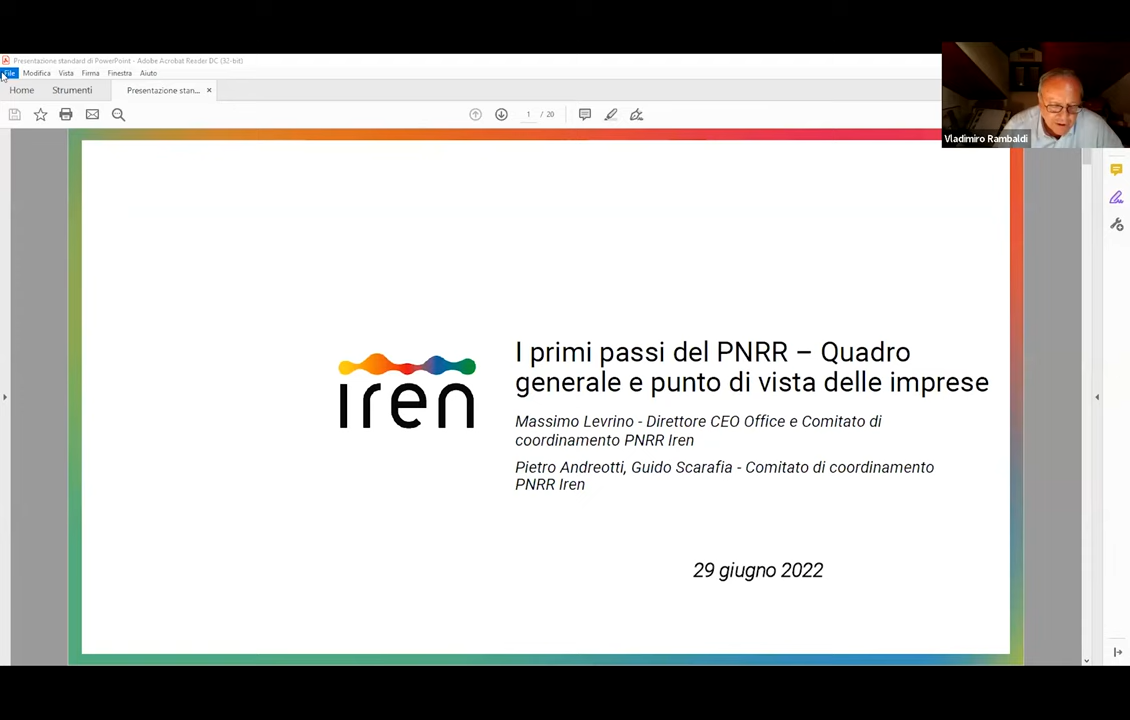 Presentazione standard di PowerPoint - Adobe Acrobat Reader DC (32-bit)
File Modifica Vista Firma Finestra Aiuto
Home Strumenti Presentazione stan... ×
1 / 20
Vladimiro Rambaldi
iren
I primi passi del PNRR – Quadro
generale e punto di vista delle imprese
Massimo Levrino - Direttore CEO Office e Comitato di
coordinamento PNRR Iren
Pietro Andreotti, Guido Scarafia - Comitato di coordinamento
PNRR Iren
29 giugno 2022